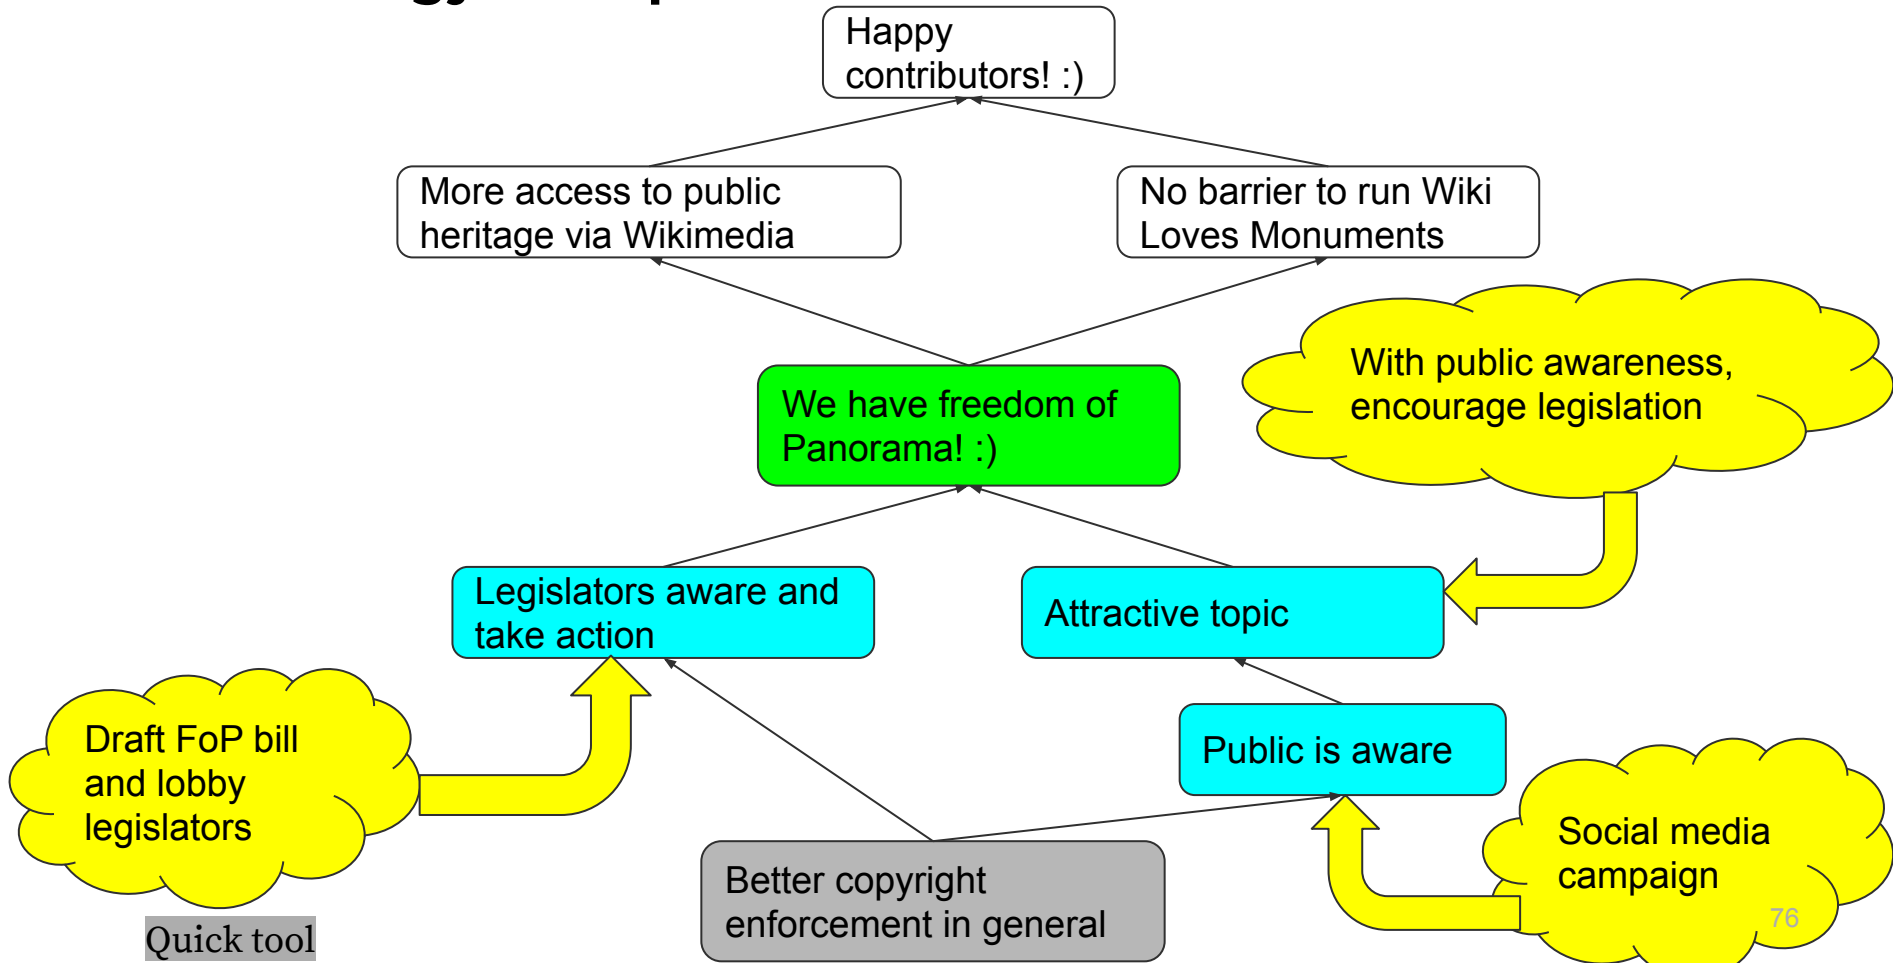 Happy
contributors! :)
More access to public
heritage via Wikimedia
No barrier to run Wiki
Loves Monuments
With public awareness,
encourage legislation
We have freedom of
Panorama! :)
Legislators aware and
take action
Attractive topic
Draft FoP bill
and lobby
legislators
Public is aware
Social media
campaign
Better copyright
enforcement in general
76
Quick tool